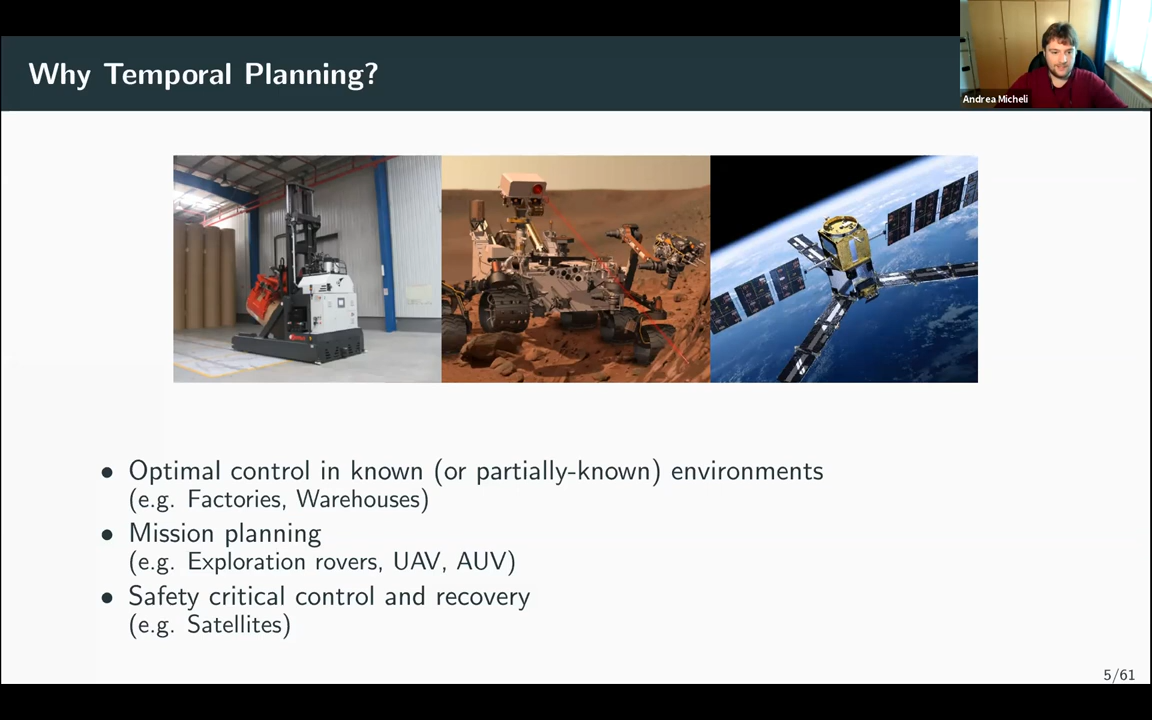 Why Temporal Planning?
Andrea Micheli
• Optimal control in known (or partially-known) environments
(e.g. Factories, Warehouses)
• Mission planning
(e.g. Exploration rovers, UAV, AUV)
• Safety critical control and recovery
(e.g. Satellites)
5/61